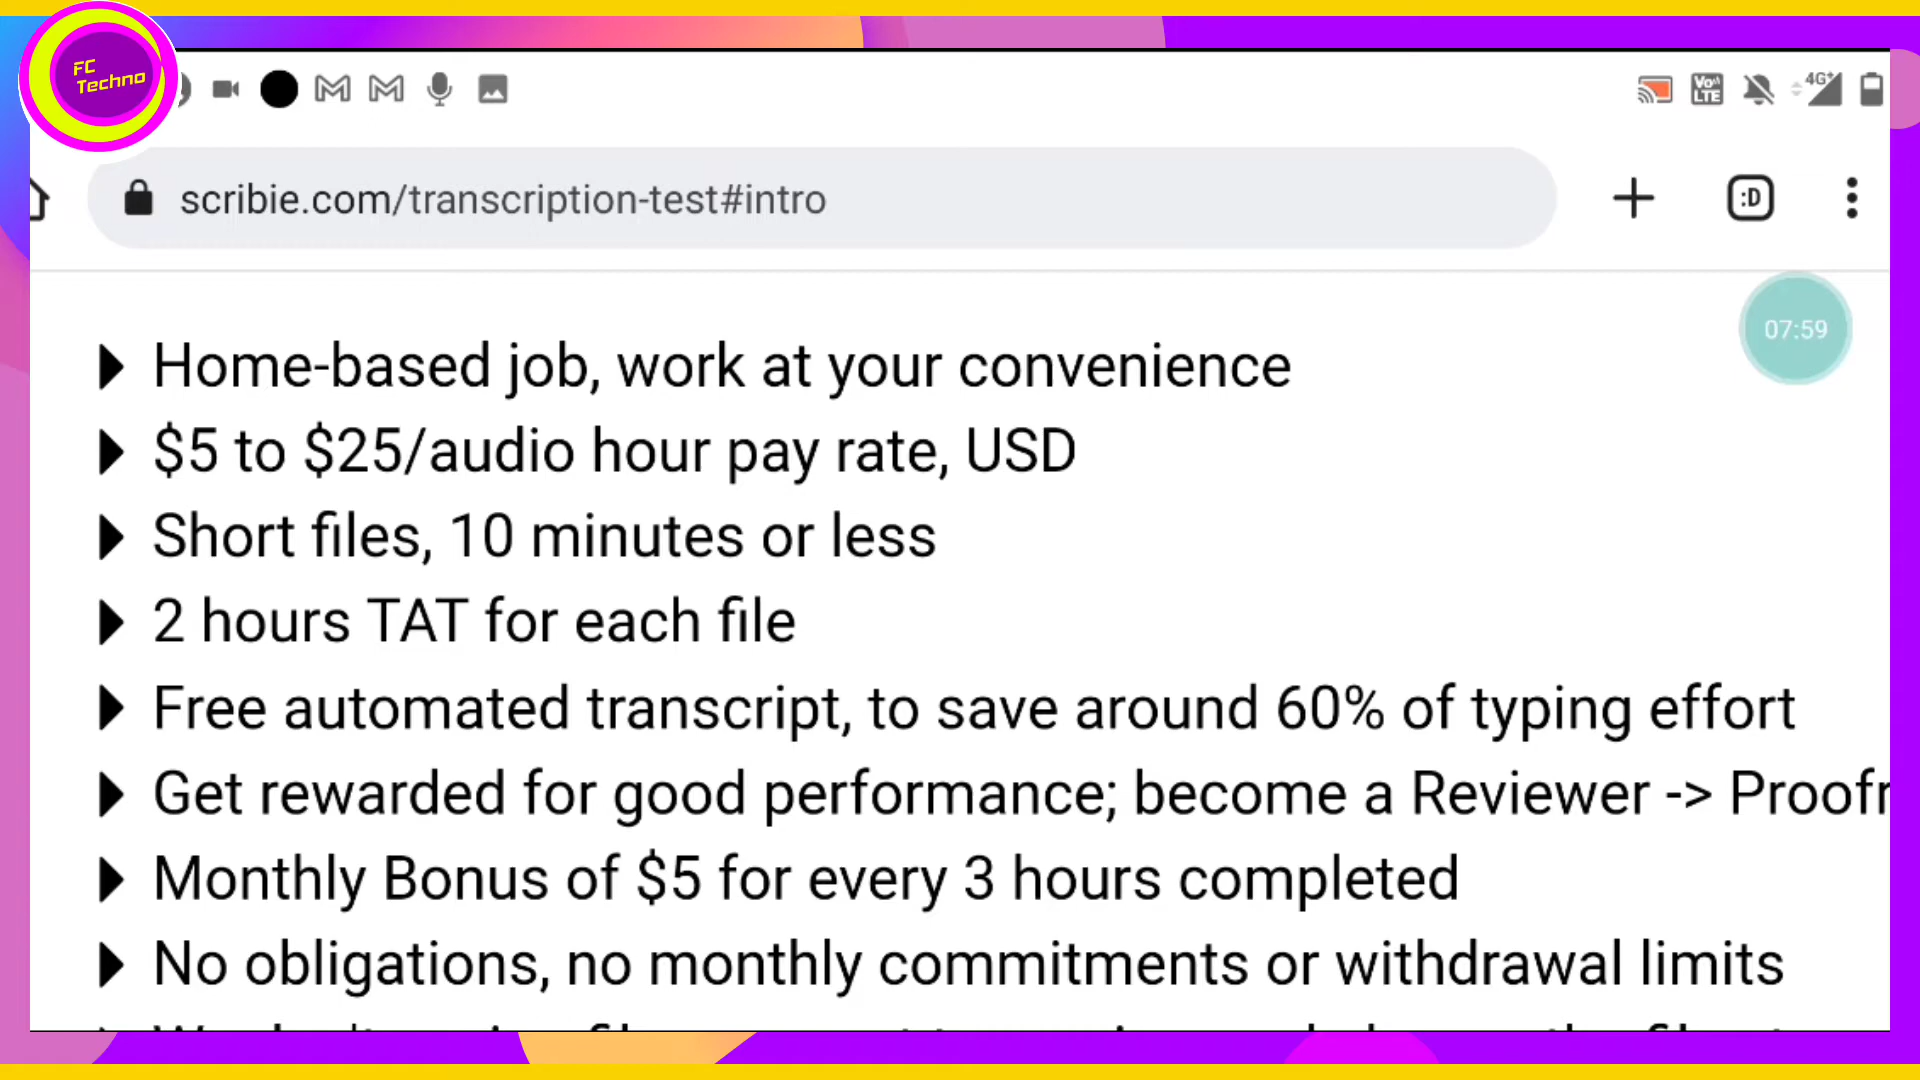 FC
Techno
Vo
LTE
4G+
scribie.com/transcription-test#intro
:D
07:59
Home-based job, work at your convenience
$5 to $25/audio hour pay rate, USD
Short files, 10 minutes or less
2 hours TAT for each file
Free automated transcript, to save around 60% of typing effort
Get rewarded for good performance; become a Reviewer -> Proofr
Monthly Bonus of $5 for every 3 hours completed
No obligations, no monthly commitments or withdrawal limits